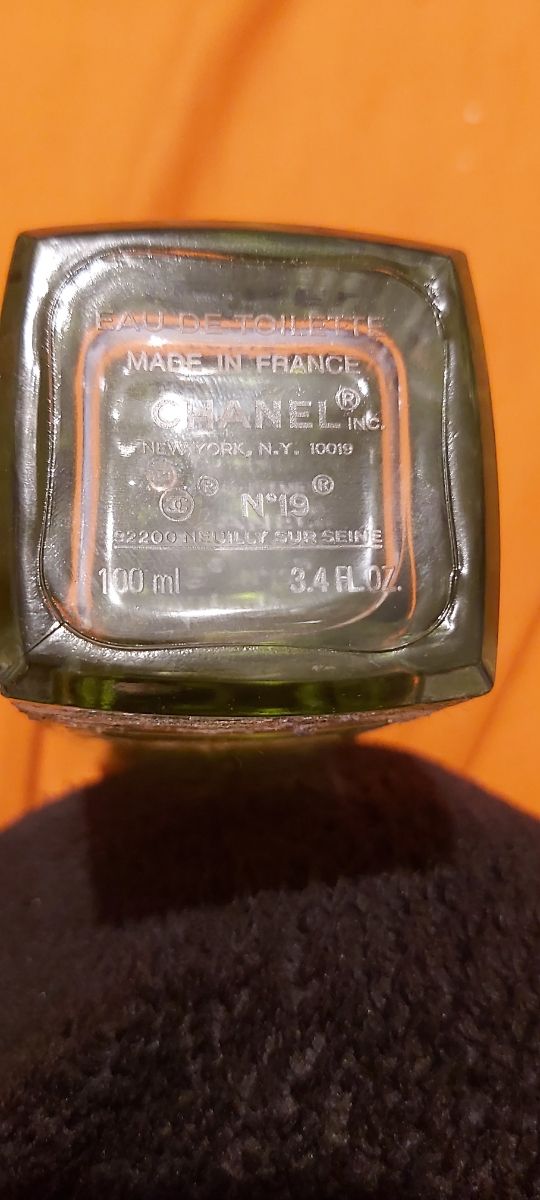 EAU DE TOILETTE
MADE IN FRANCE
CHANEL® INC.
NEW YORK, N.Y. 10019
® N°19®
92200 NEUILLY SUR SEINE
100 ml 3.4 FL. OZ.